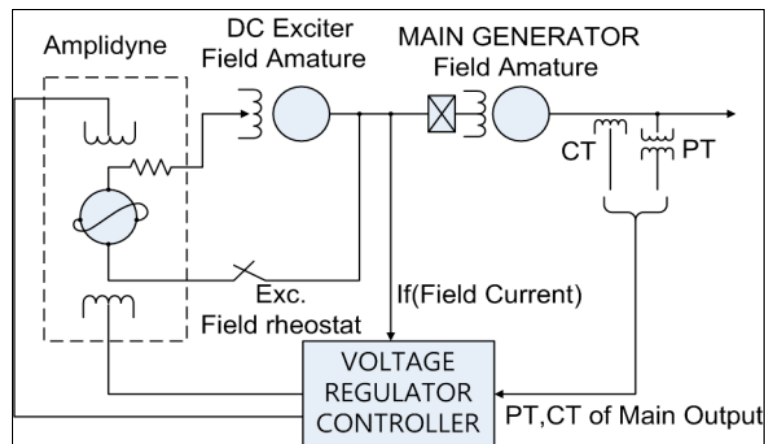 Amplidyne
DC Exciter
Field Amature
MAIN GENERATOR
Field Amature
CT
PT
Exc.
Field rheostat
If(Field Current)
VOLTAGE
REGULATOR
CONTROLLER
PT,CT of Main Output